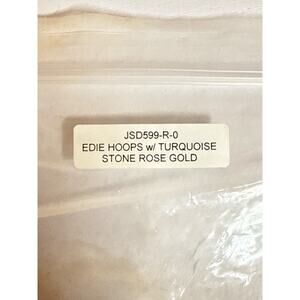 JSD599-R-0
EDIE HOOPS w/ TURQUOISE
STONE ROSE GOLD